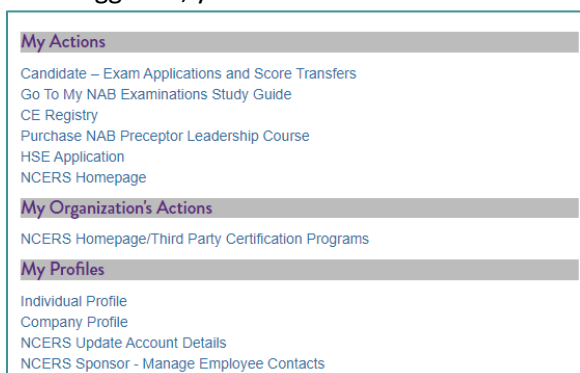 My Actions
Candidate – Exam Applications and Score Transfers
Go To My NAB Examinations Study Guide
CE Registry
Purchase NAB Preceptor Leadership Course
HSE Application
NCERS Homepage
My Organization's Actions
NCERS Homepage/Third Party Certification Programs
My Profiles
Individual Profile
Company Profile
NCERS Update Account Details
NCERS Sponsor - Manage Employee Contacts